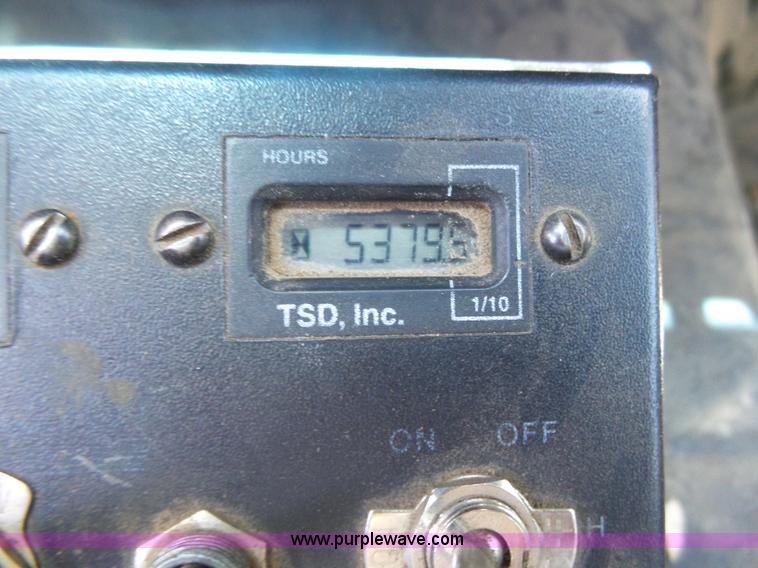 HOURS
5379.5
1/10
TSD, Inc.
ON OFF
H
www.purplewave.com